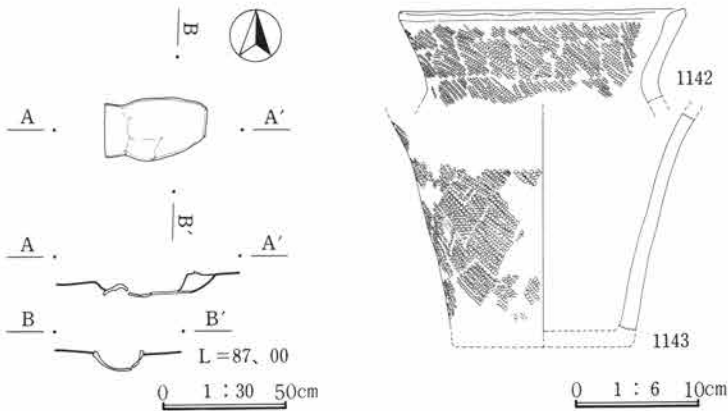 B
A A′
B′
A A′
B B′
L=87、00
0 1:30 50cm
1142
1143
0 1:6 10cm